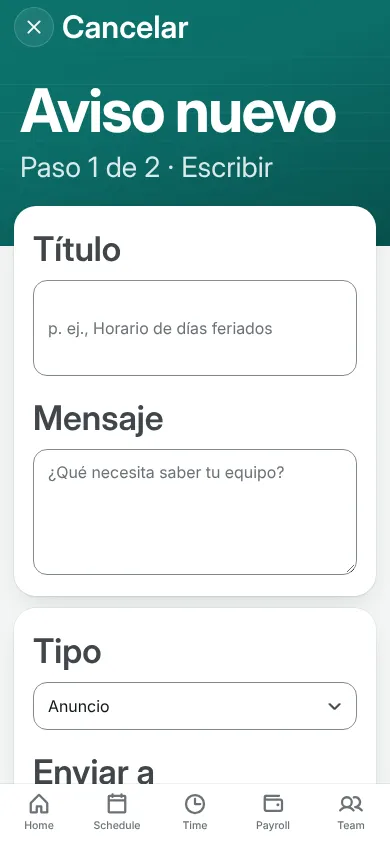 Cancelar
Aviso nuevo
Paso 1 de 2 · Escribir
Título
p. ej., Horario de días feriados
Mensaje
¿Qué necesita saber tu equipo?
Tipo
Anuncio
Enviar a
Home Schedule Time Payroll Team